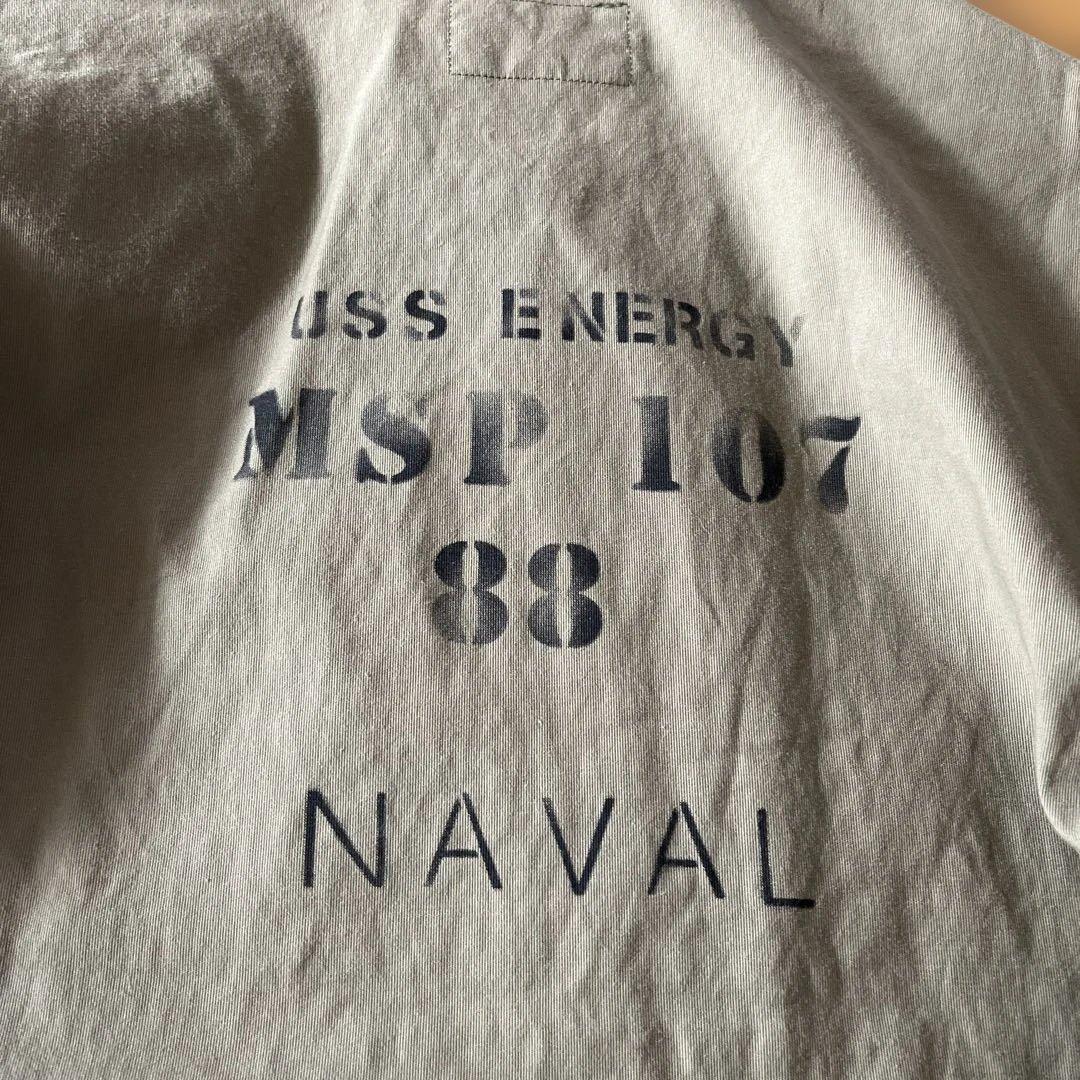 USS ENERGY
MSP 107
88
NAVAL